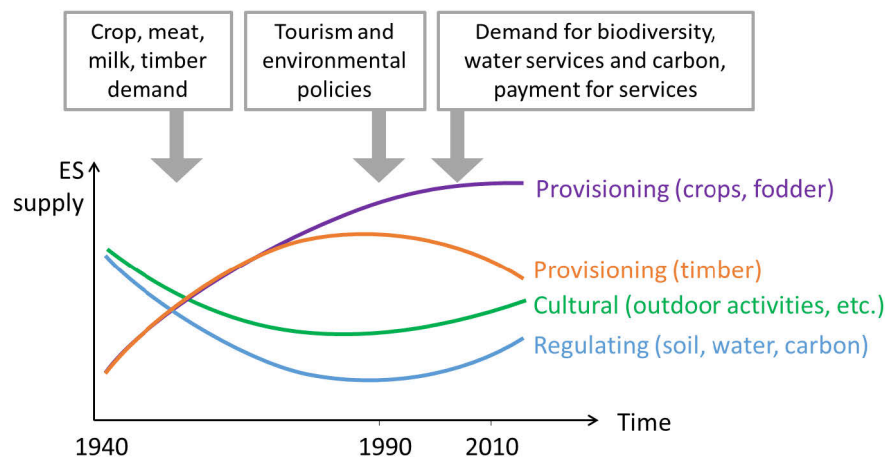 Crop, meat,
milk, timber
demand
Tourism and
environmental
policies
Demand for biodiversity,
water services and carbon,
payment for services
ES
supply
Provisioning (crops, fodder)
Provisioning (timber)
Cultural (outdoor activities, etc.)
Regulating (soil, water, carbon)
Time
1940
1990
2010